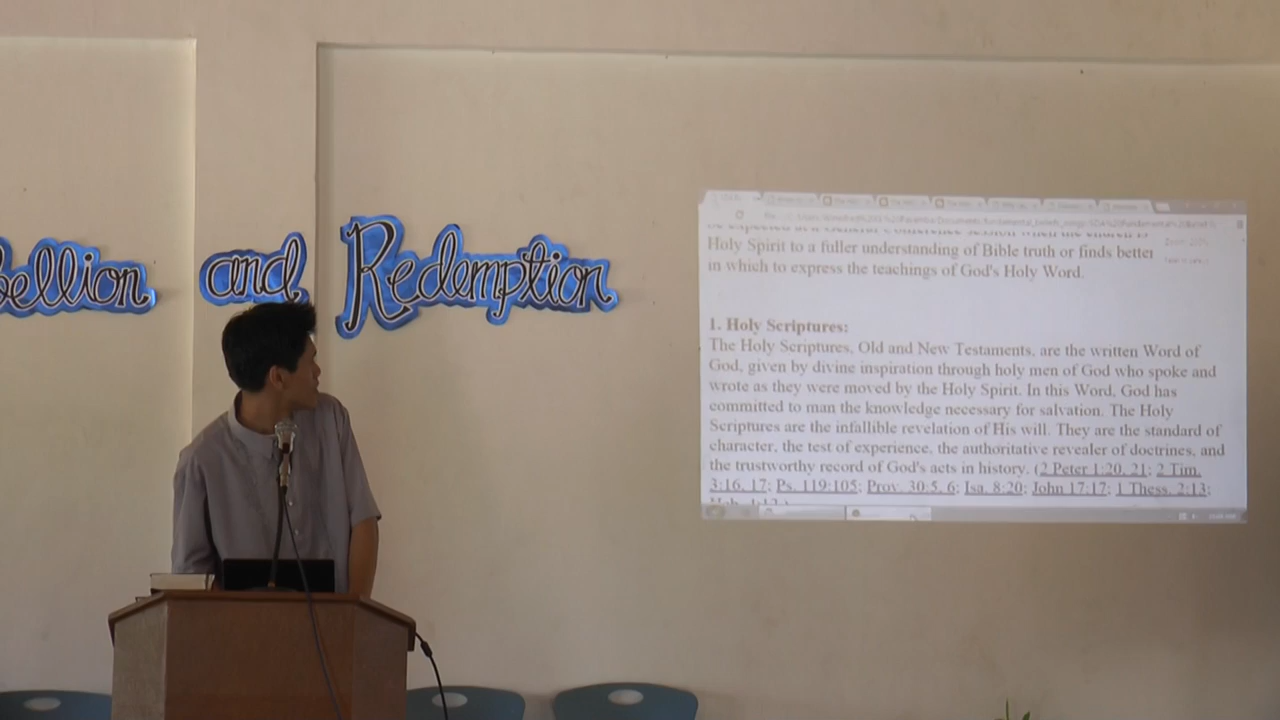 bellion and Redemption
Holy Spirit to a fuller understanding of Bible truth or finds better
in which to express the teachings of God's Holy Word.
1. Holy Scriptures:
The Holy Scriptures, Old and New Testaments, are the written Word of
God, given by divine inspiration through holy men of God who spoke and
wrote as they were moved by the Holy Spirit. In this Word, God has
committed to man the knowledge necessary for salvation. The Holy
Scriptures are the infallible revelation of His will. They are the standard of
character, the test of experience, the authoritative revealer of doctrines, and
the trustworthy record of God's acts in history. (2 Peter 1:20, 21; 2 Tim.
3:16, 17; Ps. 119:105; Prov. 30:5, 6; Isa. 8:20; John 17:17; 1 Thess. 2:13;